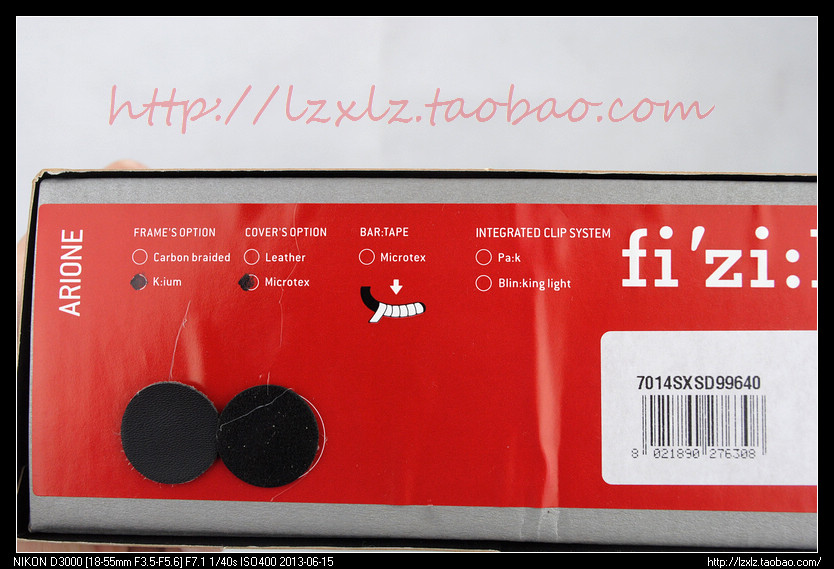 http://lzxlz.taobao.com
ARIONE
FRAME'S OPTION
Carbon braided
K:ium
COVER'S OPTION
Leather
Microtex
BAR:TAPE
Microtex
INTEGRATED CLIP SYSTEM
Pa:k
Blin:king light
fi'zi:
7014SXSD99640
8 021890 276308
NIKON D3000 [18-55mm F3.5-F5.6] F7.1 1/40s ISO400 2013-06-15
http://lzxlz.taobao.com/